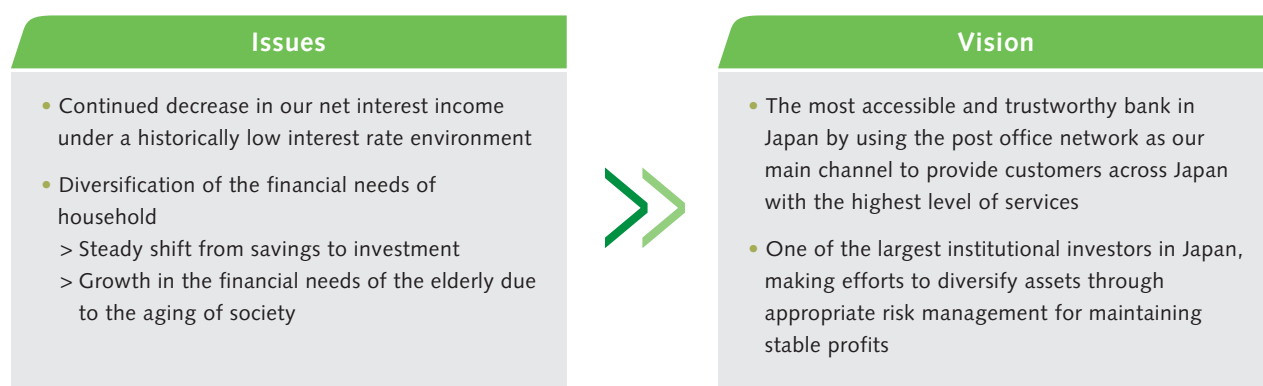 Issues
• Continued decrease in our net interest income
under a historically low interest rate environment
• Diversification of the financial needs of
household
> Steady shift from savings to investment
> Growth in the financial needs of the elderly due
to the aging of society
Vision
• The most accessible and trustworthy bank in
Japan by using the post office network as our
main channel to provide customers across Japan
with the highest level of services
• One of the largest institutional investors in Japan,
making efforts to diversify assets through
appropriate risk management for maintaining
stable profits